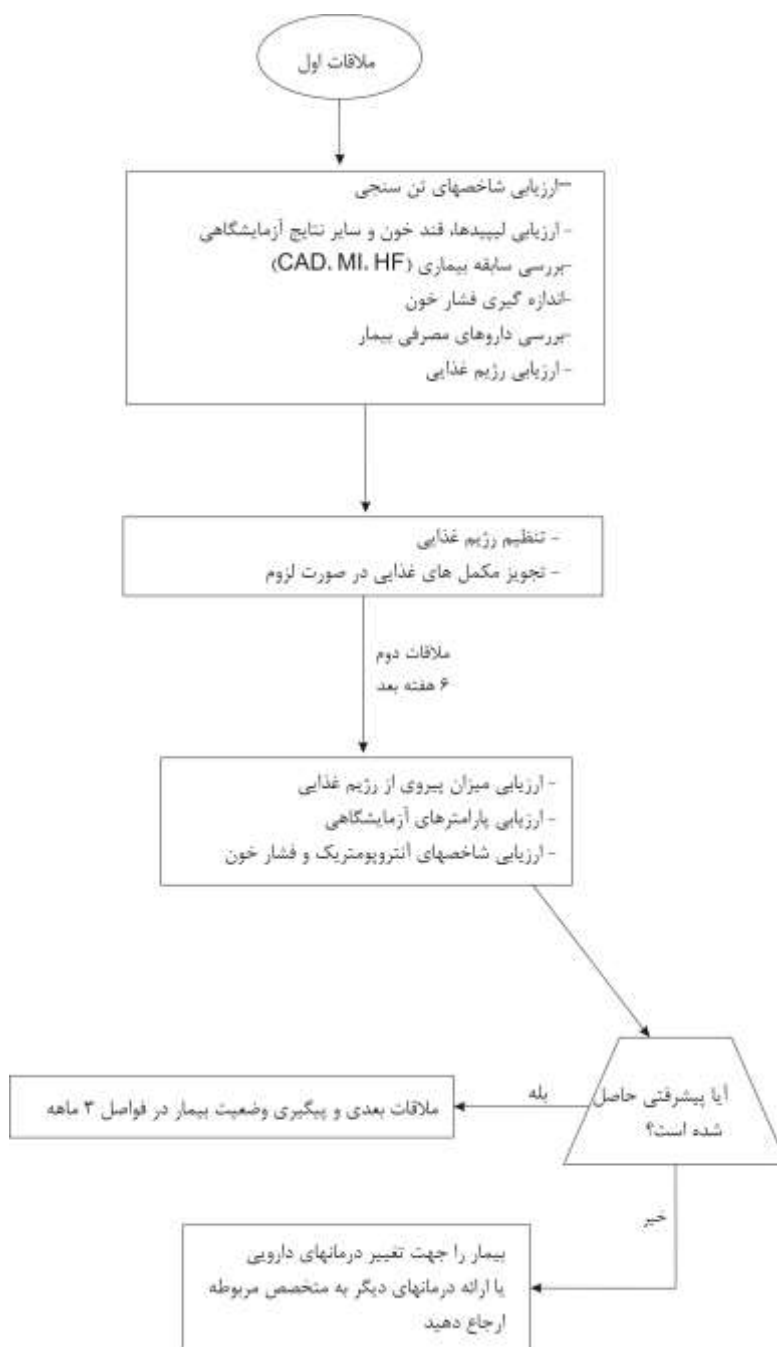 ملاقات اول
-ارزیابی شاخصهای تن سنجی
- ارزیابی لیپیدها، قند خون و سایر نتایج آزمایشگاهی
-بررسی سابقه بیماری (CAD، MI، HF)
-اندازه گیری فشار خون
-بررسی داروهای مصرفی بیمار
- ارزیابی رژیم غذایی
- تنظیم رژیم غذایی
- تجویز مکمل های غذایی در صورت لزوم
ملاقات دوم
۶ هفته بعد
- ارزیابی میزان پیروی از رژیم غذایی
- ارزیابی پارامترهای آزمایشگاهی
- ارزیابی شاخصهای آنتروپومتریک و فشار خون
آیا پیشرفتی حاصل
شده است؟
بله
ملاقات بعدی و پیگیری وضعیت بیمار در فواصل ۳ ماهه
خیر
بیمار را جهت تغییر درمانهای دارویی
یا ارائه درمانهای دیگر به متخصص مربوطه
ارجاع دهید